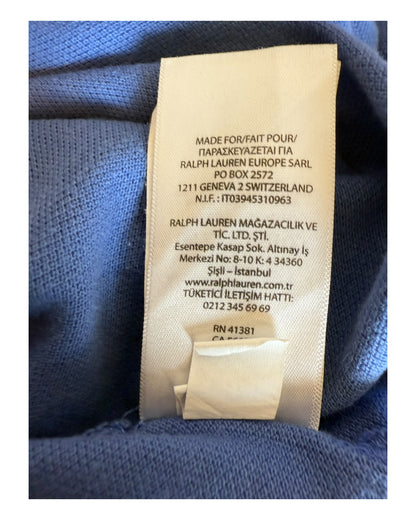 MADE FOR/FAIT POUR/
ΠΑΡΑΣΚΕΥΑΖΕΤΑΙ ΓΙΑ
RALPH LAUREN EUROPE SARL
PO BOX 2572
1211 GENEVA 2 SWITZERLAND
N.I.F. : IT03945310963
RALPH LAUREN MAĞAZACILIK VE
TİC. LTD. ŞTİ.
Esentepe Kasap Sok. Altınay İş
Merkezi No: 8-10 K: 4 34360
Şişli – İstanbul
www.ralphlauren.com.tr
TÜKETİCİ İLETİŞİM HATTI:
0212 345 69 69
RN 41381
CA